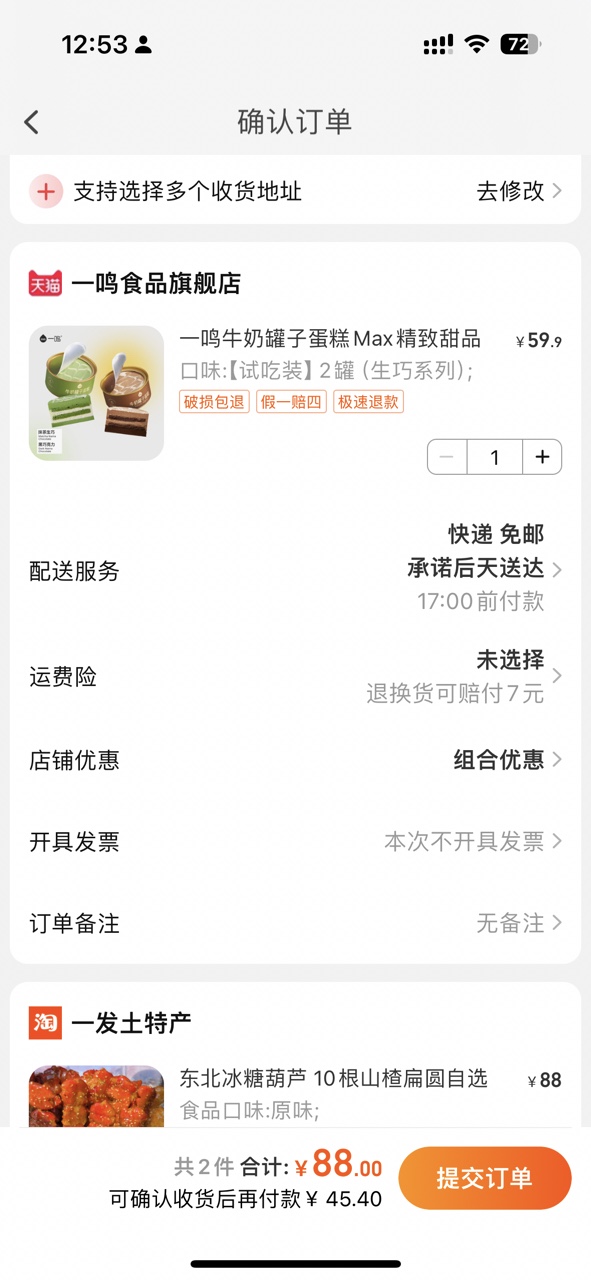 12:53
72
确认订单
支持选择多个收货地址 去修改
天猫 一鸣食品旗舰店
一鸣牛奶罐子蛋糕Max精致甜品 ¥59.9
口味:【试吃装】2罐（生巧系列）;
破损包退 假一赔四 极速退款
一鸣
1
快递 免邮
配送服务 承诺后天送达
17:00前付款
未选择
运费险
退换货可赔付7元
店铺优惠 组合优惠
开具发票 本次不开具发票
订单备注 无备注
淘 一发土特产
东北冰糖葫芦 10根山楂扁圆自选 ¥88
食品口味:原味;
共2件 合计: ¥88.00
可确认收货后再付款 ¥ 45.40
提交订单